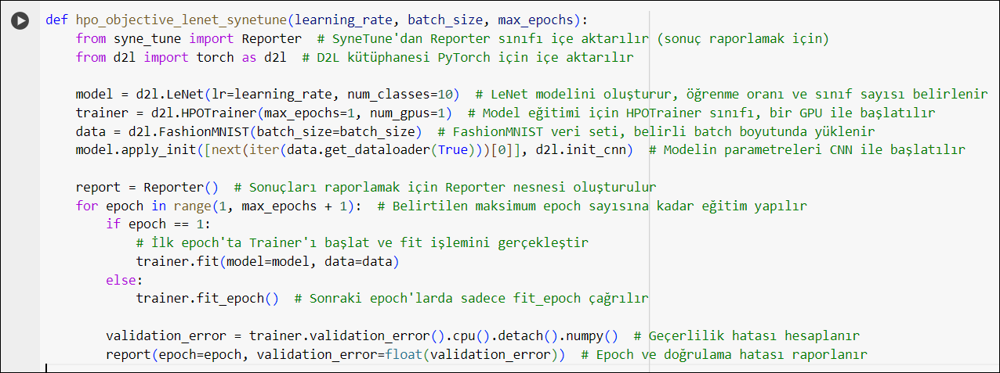 def hpo_objective_lenet_synetune(learning_rate, batch_size, max_epochs):
    from syne_tune import Reporter  # SyneTune'dan Reporter sınıfı içe aktarılır (sonuç raporlamak için)
    from d2l import torch as d2l  # D2L kütüphanesi PyTorch için içe aktarılır

    model = d2l.LeNet(lr=learning_rate, num_classes=10)  # LeNet modelini oluşturur, öğrenme oranı ve sınıf sayısı belirlenir
    trainer = d2l.HPOTrainer(max_epochs=1, num_gpus=1)  # Model eğitimi için HPOTrainer sınıfı, bir GPU ile başlatılır
    data = d2l.FashionMNIST(batch_size=batch_size)  # FashionMNIST veri seti, belirli batch boyutunda yüklenir
    model.apply_init([next(iter(data.get_dataloader(True)))[0]], d2l.init_cnn)  # Modelin parametreleri CNN ile başlatılır

    report = Reporter()  # Sonuçları raporlamak için Reporter nesnesi oluşturulur
    for epoch in range(1, max_epochs + 1):  # Belirtilen maksimum epoch sayısına kadar eğitim yapılır
        if epoch == 1:
            # İlk epoch'ta Trainer'ı başlat ve fit işlemini gerçekleştir
            trainer.fit(model=model, data=data)
        else:
            trainer.fit_epoch()  # Sonraki epoch'larda sadece fit_epoch çağrılır

        validation_error = trainer.validation_error().cpu().detach().numpy()  # Geçerlilik hatası hesaplanır
        report(epoch=epoch, validation_error=float(validation_error))  # Epoch ve doğrulama hatası raporlanır